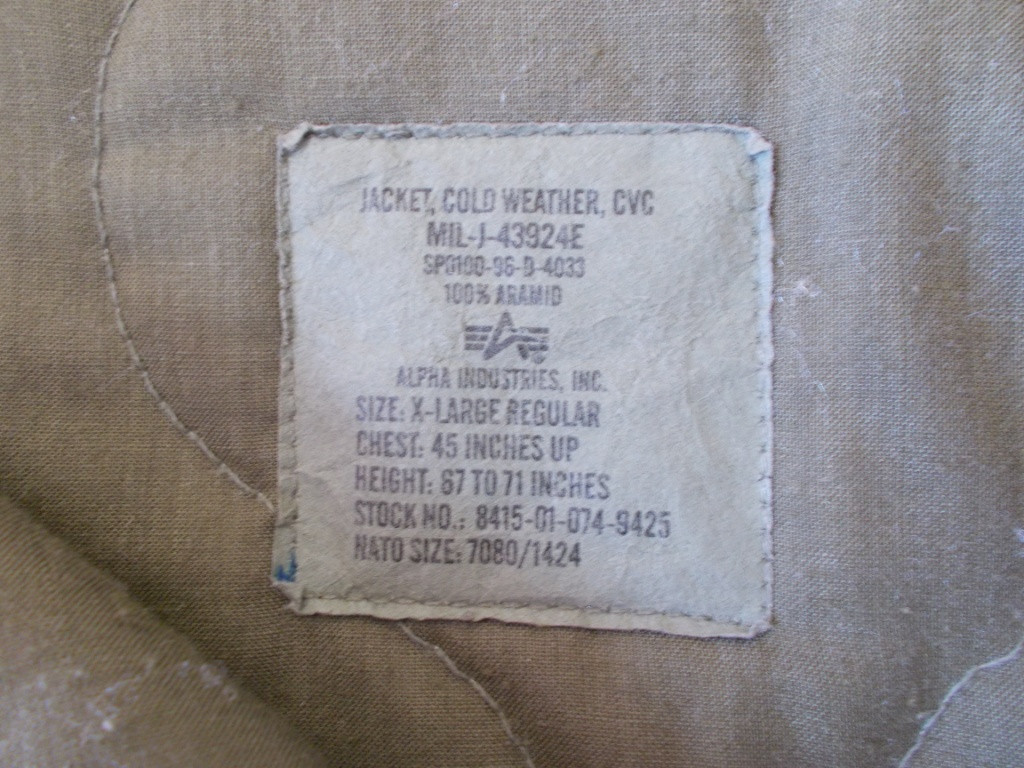 JACKET, COLD WEATHER, CVC
MIL-J-43924E
SP0100-96-D-4033
100% ARAMID
ALPHA INDUSTRIES, INC.
SIZE: X-LARGE REGULAR
CHEST: 45 INCHES UP
HEIGHT: 67 TO 71 INCHES
STOCK NO.: 8415-01-074-9425
NATO SIZE: 7080/1424